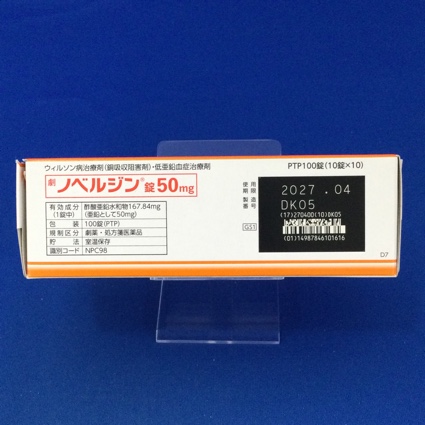 ウィルソン病治療剤(銅吸収阻害剤)・低亜鉛血症治療剤
PTP100錠(10錠×10)
劇 ノベルジン®錠50mg
有効成分(1錠中) 酢酸亜鉛水和物167.84mg(亜鉛として50mg)
包装 100錠(PTP)
規制区分 劇薬・処方箋医薬品
貯法 室温保存
識別コード NPC98
使用期限 2027.04
製造番号 DK05
(17)270400(10)DK05
GS1
(01)14987846101616
D7